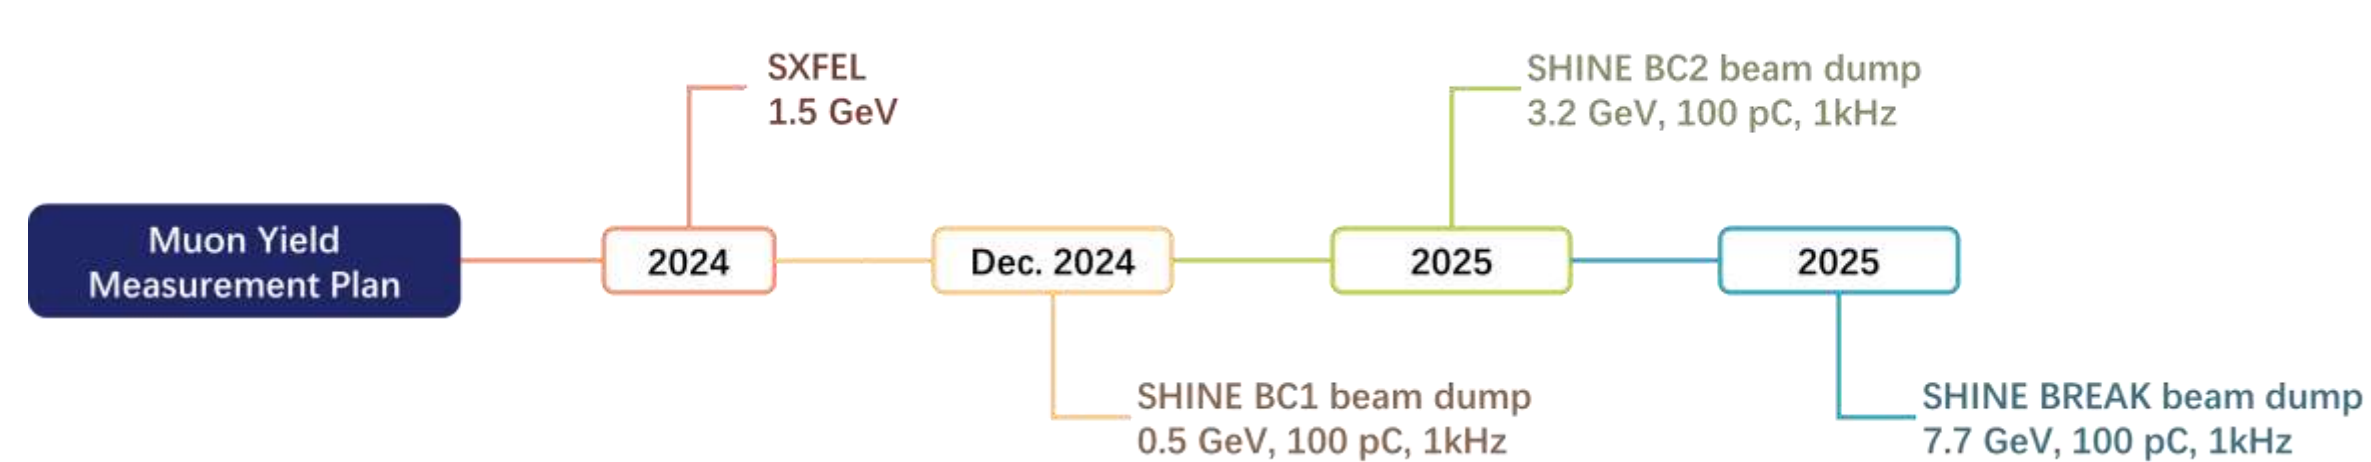 Muon Yield
Measurement Plan
2024
SXFEL
1.5 GeV
Dec. 2024
SHINE BC1 beam dump
0.5 GeV, 100 pC, 1kHz
2025
SHINE BC2 beam dump
3.2 GeV, 100 pC, 1kHz
2025
SHINE BREAK beam dump
7.7 GeV, 100 pC, 1kHz